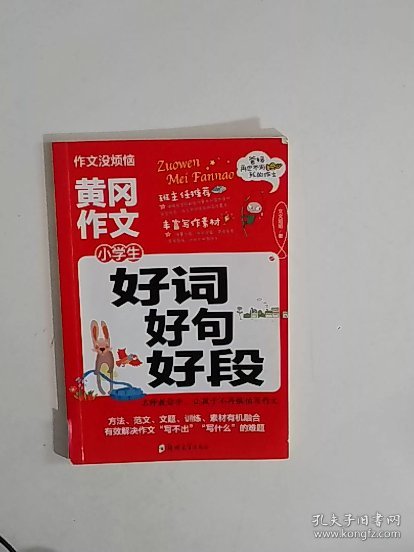 作文没烦恼
Zuowen
Mei Fannao
黄冈
作文
班主任推荐
丰富写作素材
小学生
好词
好句
好段
方法、范文、文题、训练、素材有机融合
有效解决作文“写不出”“写什么”的难题
孔夫子旧书网
www.kongfz.com